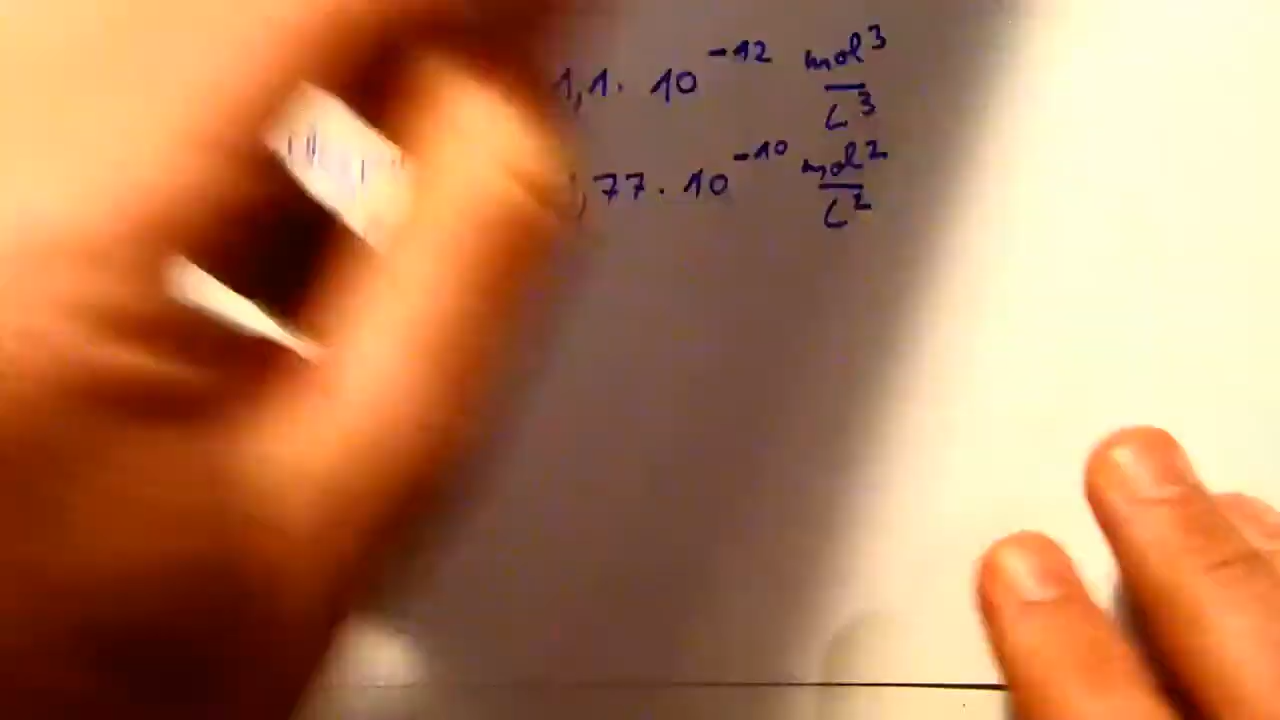 1,1 · 10⁻¹² mol³/L³
,77 · 10⁻¹⁰ mol²/L²